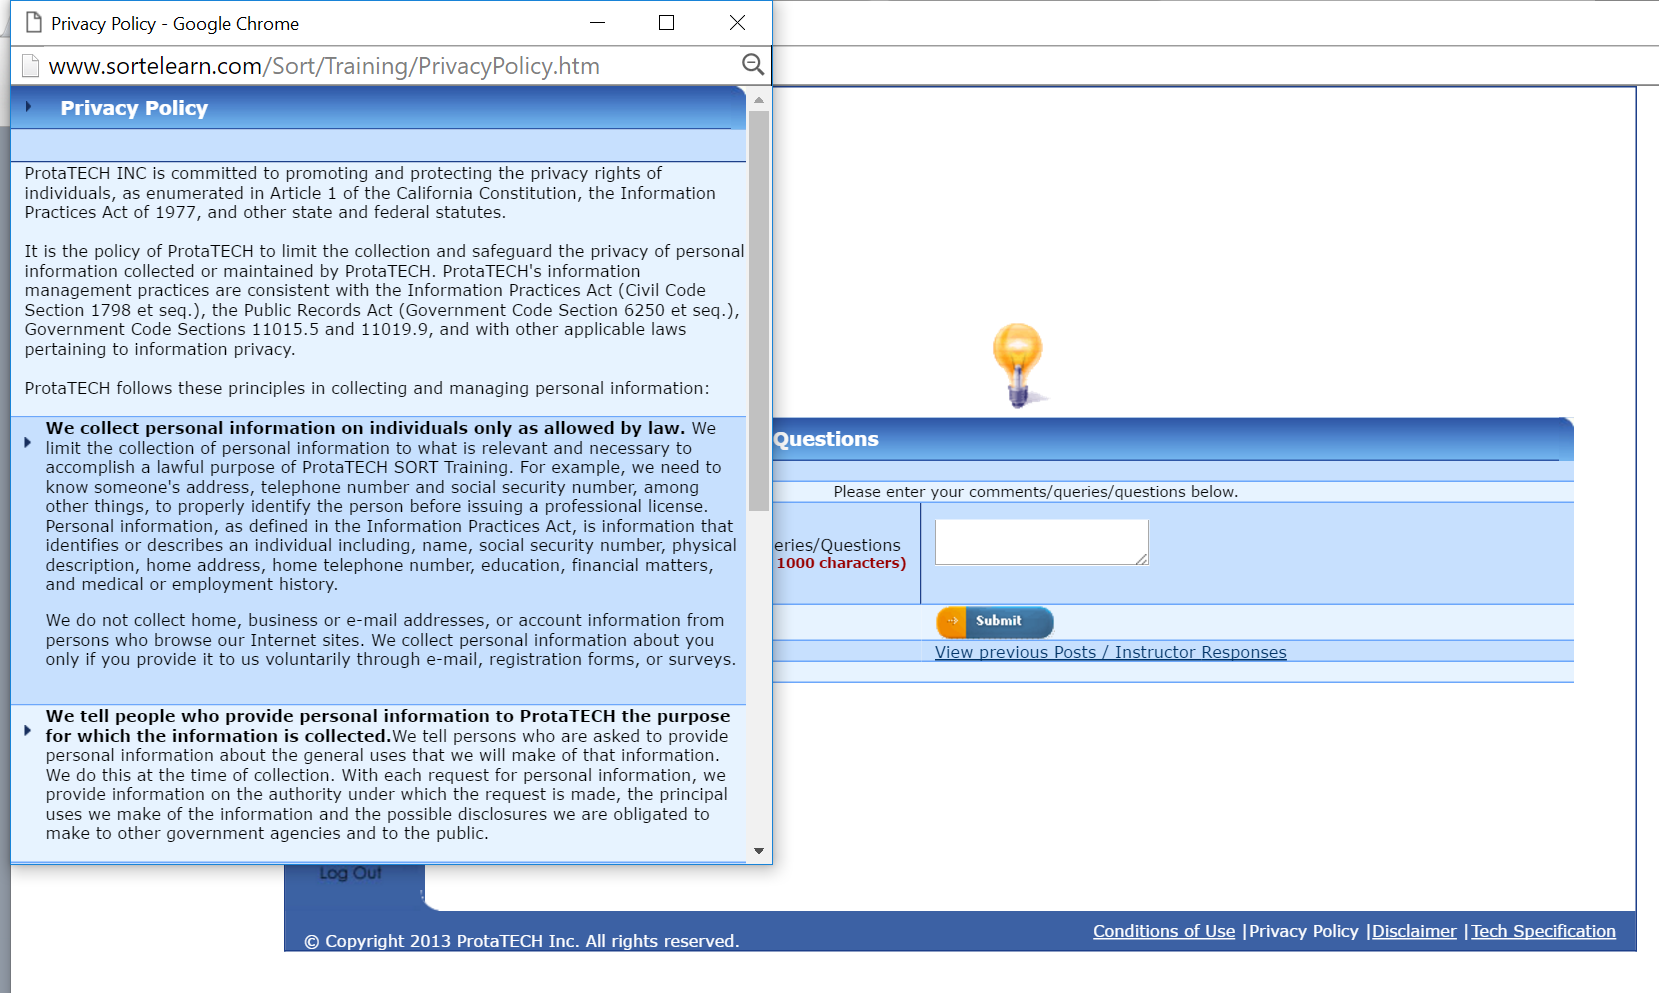 Privacy Policy - Google Chrome
www.sortelearn.com/Sort/Training/PrivacyPolicy.htm
Privacy Policy
ProtaTECH INC is committed to promoting and protecting the privacy rights of
individuals, as enumerated in Article 1 of the California Constitution, the Information
Practices Act of 1977, and other state and federal statutes.
It is the policy of ProtaTECH to limit the collection and safeguard the privacy of personal
information collected or maintained by ProtaTECH. ProtaTECH's information
management practices are consistent with the Information Practices Act (Civil Code
Section 1798 et seq.), the Public Records Act (Government Code Section 6250 et seq.),
Government Code Sections 11015.5 and 11019.9, and with other applicable laws
pertaining to information privacy.
ProtaTECH follows these principles in collecting and managing personal information:
We collect personal information on individuals only as allowed by law. We
limit the collection of personal information to what is relevant and necessary to
accomplish a lawful purpose of ProtaTECH SORT Training. For example, we need to
know someone's address, telephone number and social security number, among
other things, to properly identify the person before issuing a professional license.
Personal information, as defined in the Information Practices Act, is information that
identifies or describes an individual including, name, social security number, physical
description, home address, home telephone number, education, financial matters,
and medical or employment history.
We do not collect home, business or e-mail addresses, or account information from
persons who browse our Internet sites. We collect personal information about you
only if you provide it to us voluntarily through e-mail, registration forms, or surveys.
We tell people who provide personal information to ProtaTECH the purpose
for which the information is collected.We tell persons who are asked to provide
personal information about the general uses that we will make of that information.
We do this at the time of collection. With each request for personal information, we
provide information on the authority under which the request is made, the principal
uses we make of the information and the possible disclosures we are obligated to
make to other government agencies and to the public.
Questions
Please enter your comments/queries/questions below.
eries/Questions
1000 characters)
Submit
View previous Posts / Instructor Responses
Log Out
© Copyright 2013 ProtaTECH Inc. All rights reserved.
Conditions of Use |Privacy Policy |Disclaimer |Tech Specification